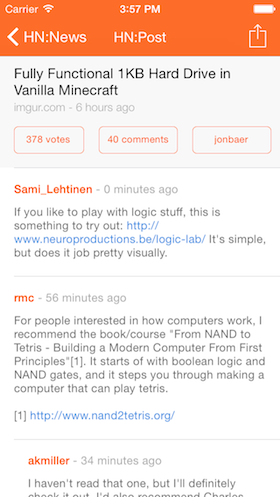 Carrier 3:57 PM
HN:News HN:Post
Fully Functional 1KB Hard Drive in
Vanilla Minecraft
imgur.com - 6 hours ago
378 votes 40 comments jonbaer
Sami_Lehtinen - 0 minutes ago
If you like to play with logic stuff, this is
something to try out: http://
www.neuroproductions.be/logic-lab/ It's simple,
but does it job pretty visually.
rmc - 56 minutes ago
For people interested in how computers work, I
recommend the book/course "From NAND to
Tetris - Building a Modern Computer From First
Principles"[1]. It starts of with boolean logic and
NAND gates, and it steps you through making a
computer that can play tetris.
[1] http://www.nand2tetris.org/
akmiller - 34 minutes ago
I haven't read that one, but I'll definitely
check it out. I'd also recommend Charles